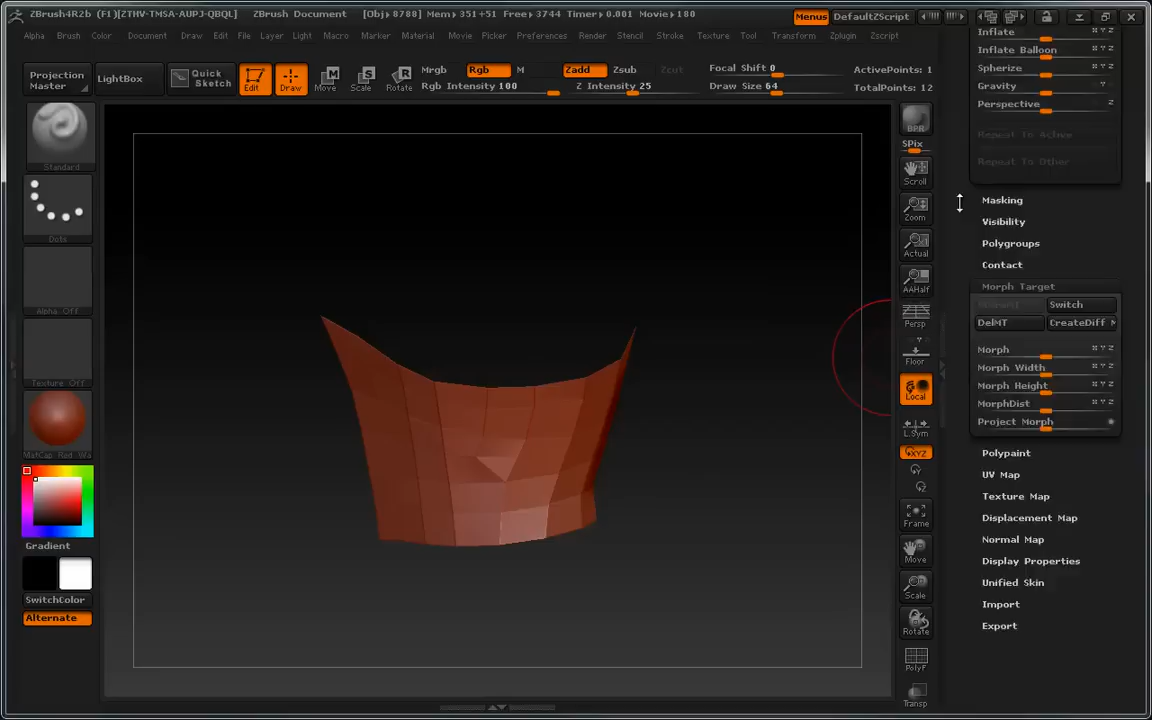 ZBrush4R2b (F1)[ZTHV-TMSA-AUPJ-QBQL] ZBrush Document [Obj+8788] Mem+351+51 Free+3744 Timer+0.001 Movie+180 Menus DefaultZScript
Alpha Brush Color Document Draw Edit File Layer Light Macro Marker Material Movie Picker Preferences Render Stencil Stroke Texture Tool Transform Zplugin Zscript
Projection Master
LightBox
Quick Sketch
Edit
Draw
Move
Scale
Rotate
Mrgb Rgb M
Rgb Intensity 100
Zadd Zsub Zcut
Z Intensity 25
Focal Shift 0
Draw Size 64
ActivePoints: 1
TotalPoints: 12
Standard
Dots
Alpha Off
Texture Off
MatCap Red Wa
Gradient
SwitchColor
Alternate
BPR
SPix
Scroll
Zoom
Actual
AAHalf
Persp
Floor
Local
L.Sym
XYZ
Y
Z
Frame
Move
Scale
Rotate
PolyF
Transp
Inflate X Y Z
Inflate Balloon X Y Z
Spherize X Y Z
Gravity Y
Perspective Z
Repeat To Active
Repeat To Other
Masking
Visibility
Polygroups
Contact
Morph Target
StoreMT Switch
DelMT CreateDiff M
Morph X Y Z
Morph Width X Y Z
Morph Height X Y Z
MorphDist X Y Z
Project Morph
Polypaint
UV Map
Texture Map
Displacement Map
Normal Map
Display Properties
Unified Skin
Import
Export